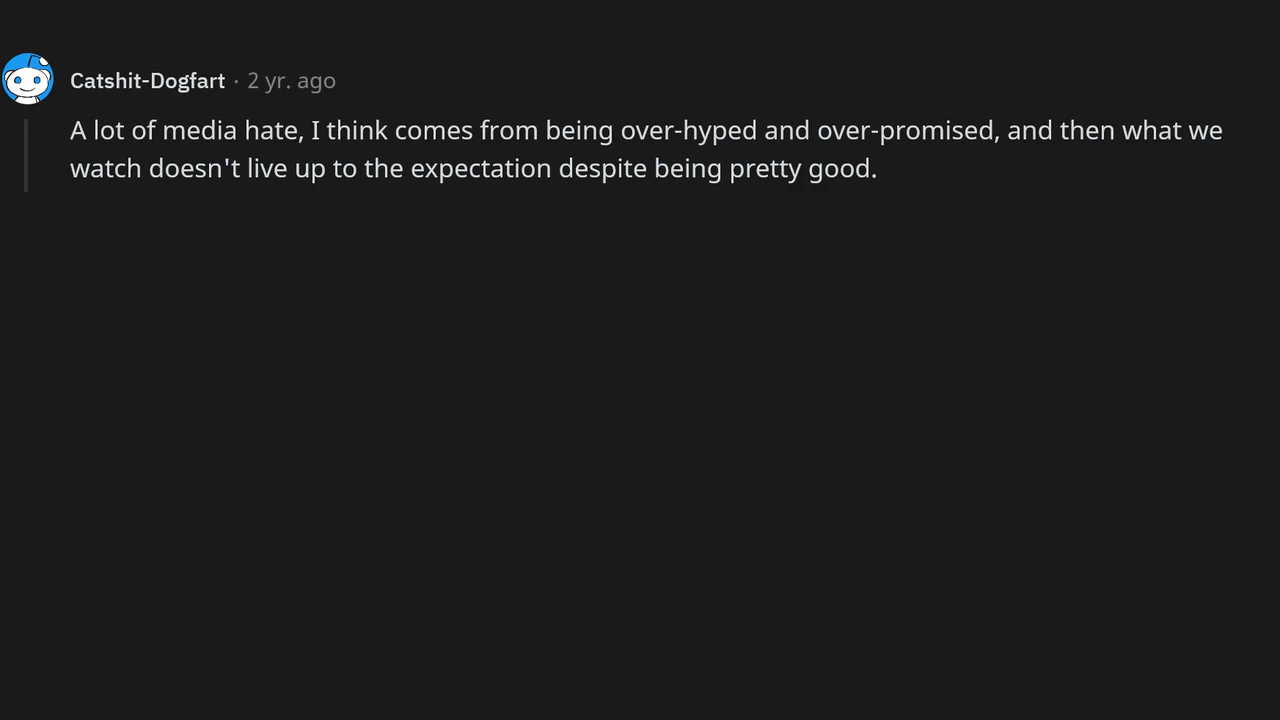 Catshit-Dogfart · 2 yr. ago
A lot of media hate, I think comes from being over-hyped and over-promised, and then what we
watch doesn't live up to the expectation despite being pretty good.